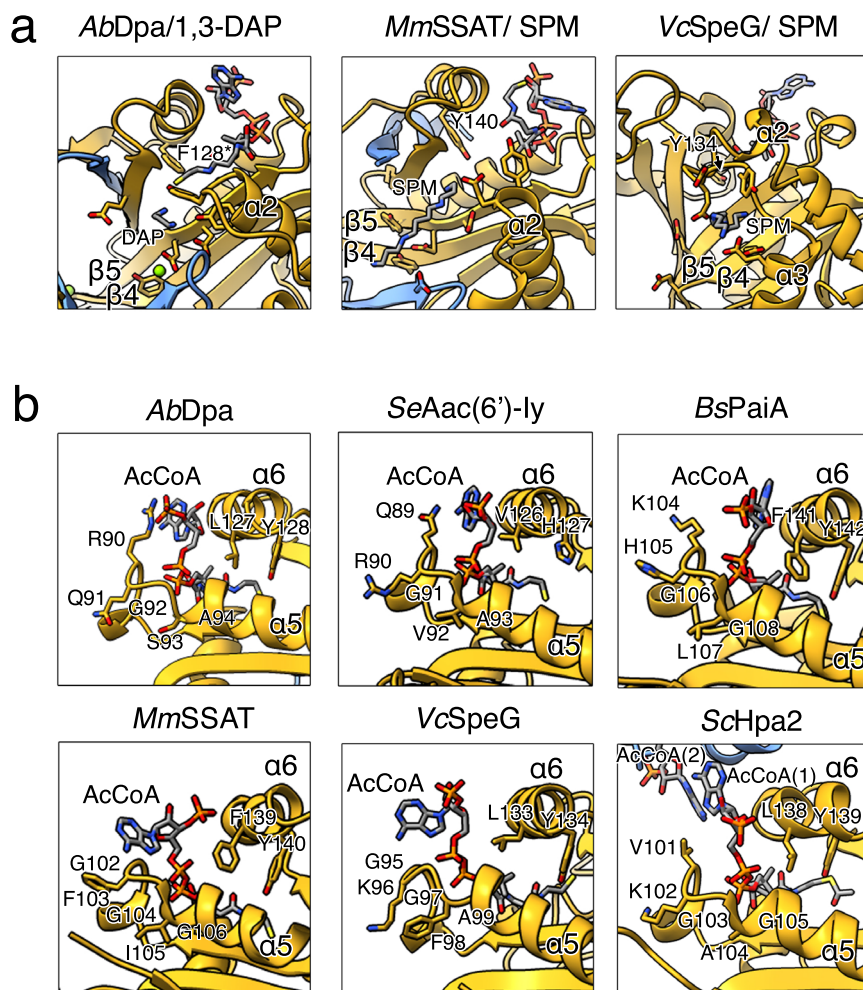 a
AbDpa/1,3-DAP
MmSSAT/ SPM
VcSpeG/ SPM
F128*
α2
DAP
β5
β4
Y140
SPM
β5
β4
α2
Y134
α2
SPM
β5
β4
α3
b
AbDpa
SeAac(6')-Iy
BsPaiA
AcCoA
α6
L127
Y128
R90
Q91
G92
S93
A94
α5
AcCoA
α6
Q89
V126
H127
R90
G91
A93
V92
α5
AcCoA
α6
K104
F141
Y142
H105
G106
G108
L107
α5
MmSSAT
VcSpeG
ScHpa2
α6
AcCoA
F139
Y140
G102
F103
G104
G106
I105
α5
α6
AcCoA
L133
Y134
G95
K96
G97
A99
F98
α5
AcCoA(2)
α6
AcCoA(1)
L138
Y139
V101
K102
G103
G105
A104
α5